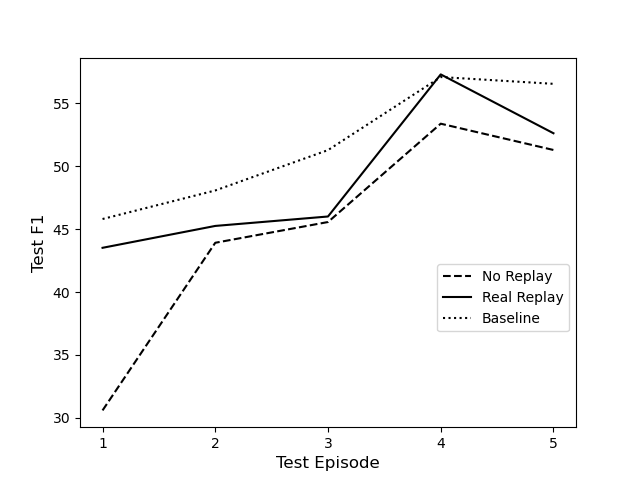 55
50
45
40
35
30
Test F1
No Replay
Real Replay
Baseline
1 2 3 4 5
Test Episode